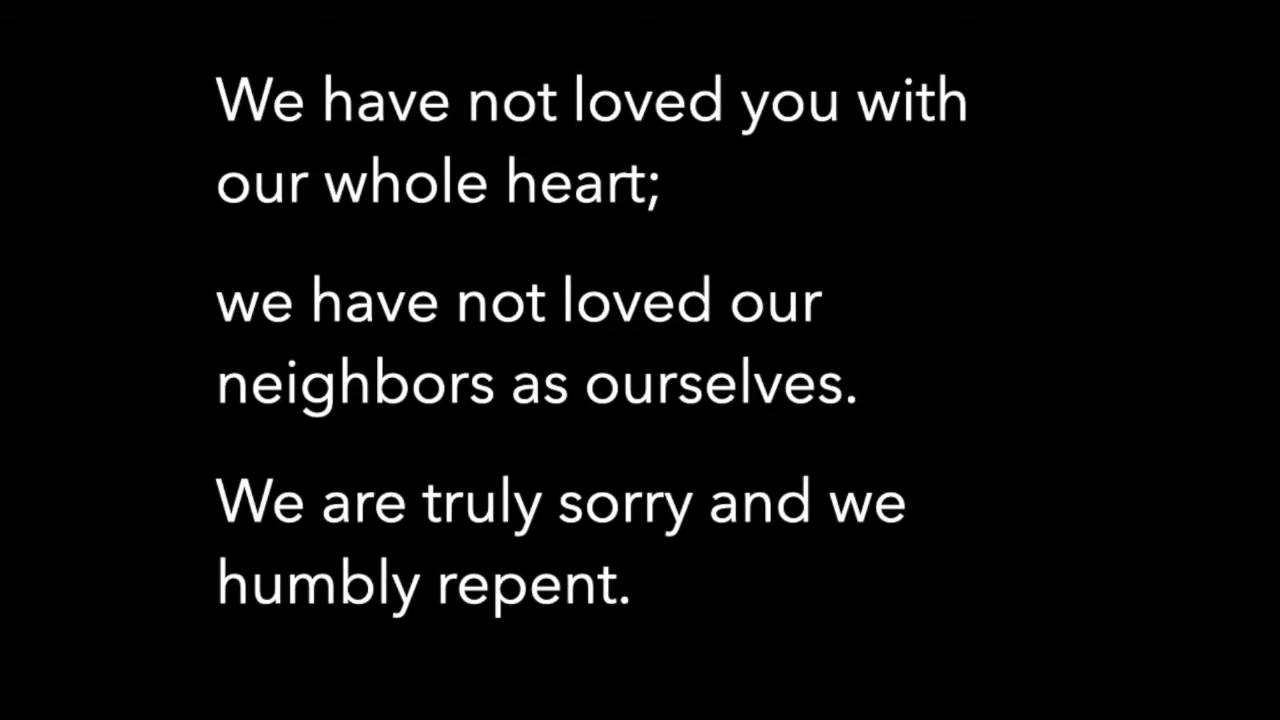 We have not loved you with
our whole heart;
we have not loved our
neighbors as ourselves.
We are truly sorry and we
humbly repent.